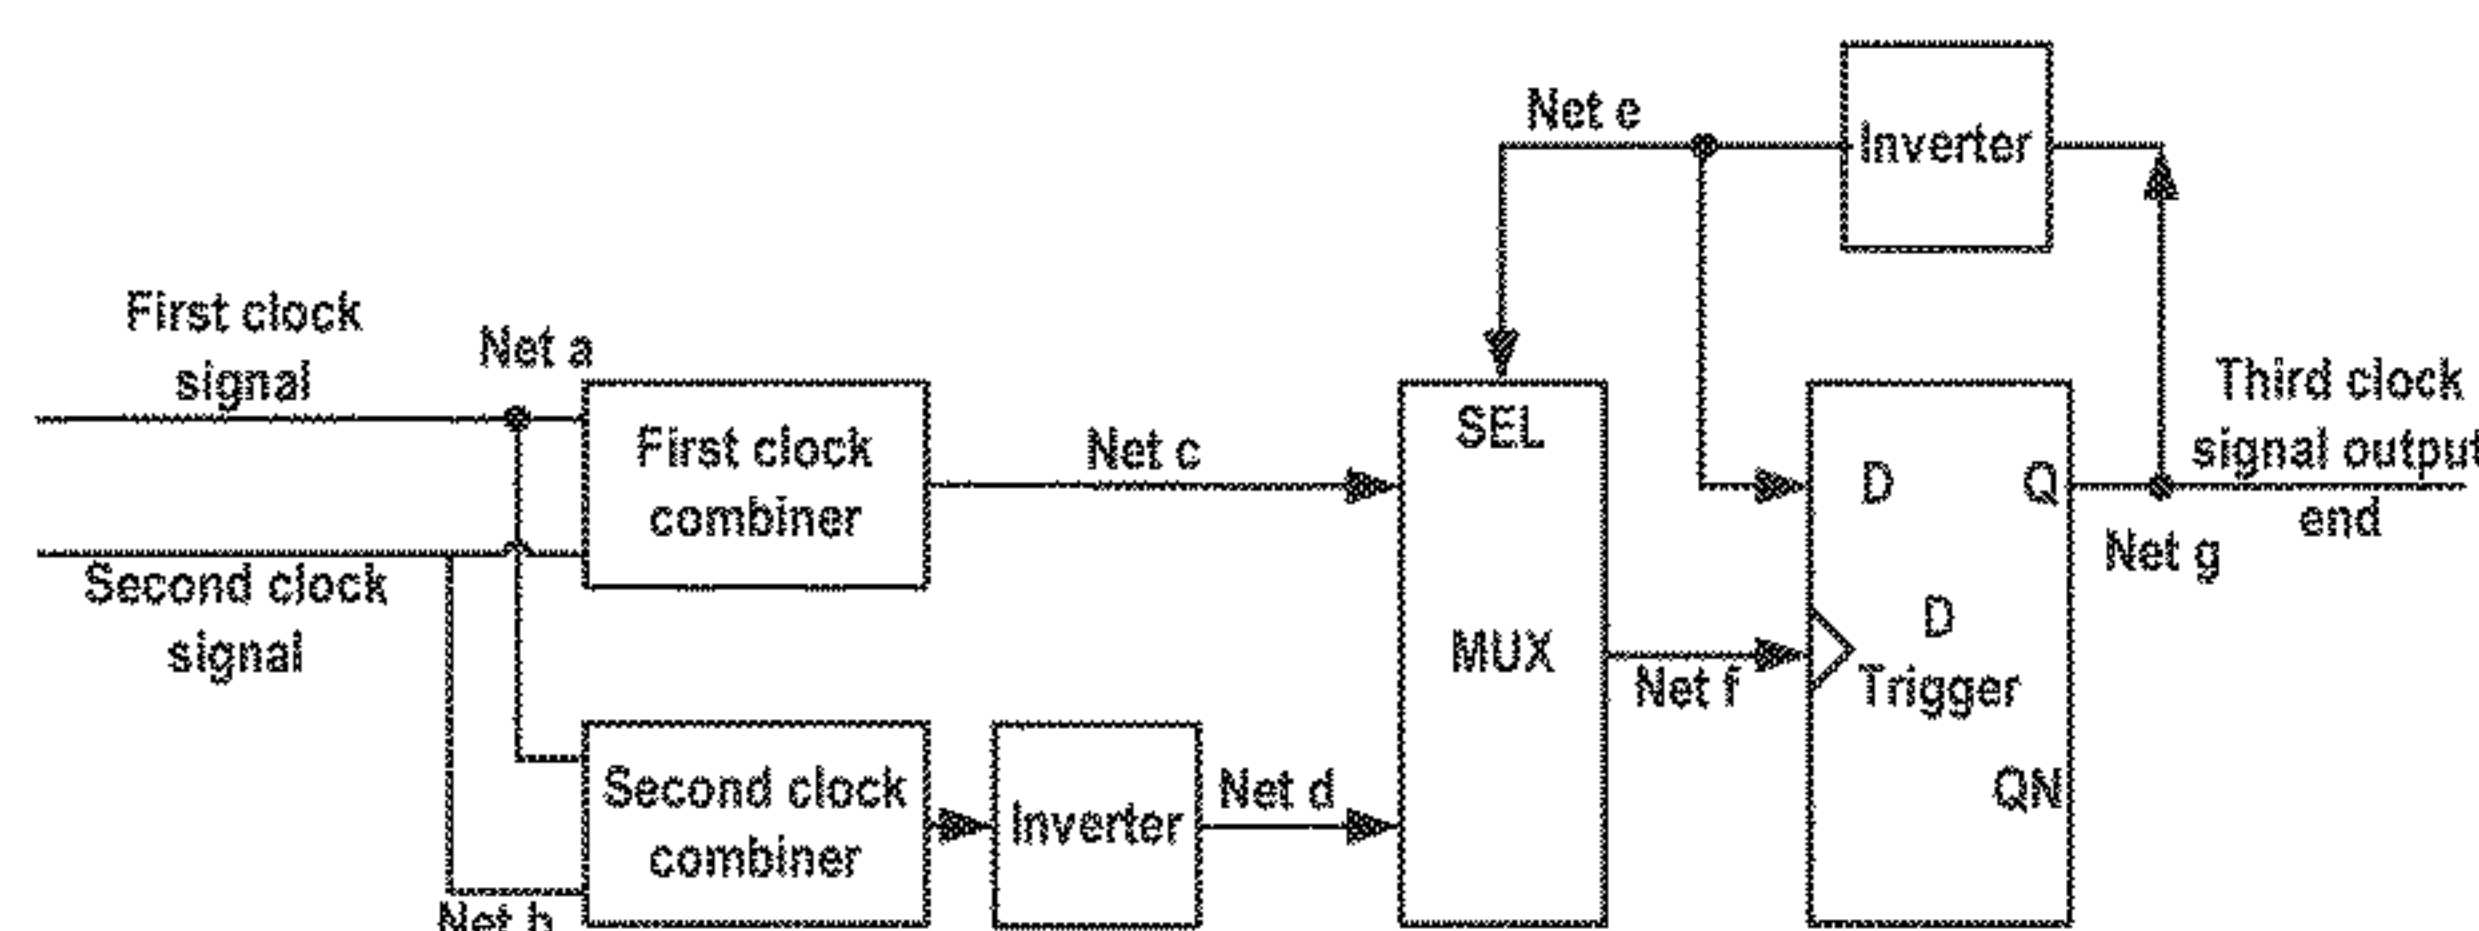 Net e
Inverter
First clock
signal
Net a
First clock
combiner
Net c
SEL
MUX
D
Q
D
Trigger
QN
Third clock
signal output
end
Net g
Second clock
signal
Net f
Second clock
combiner
Inverter
Net d
Net b